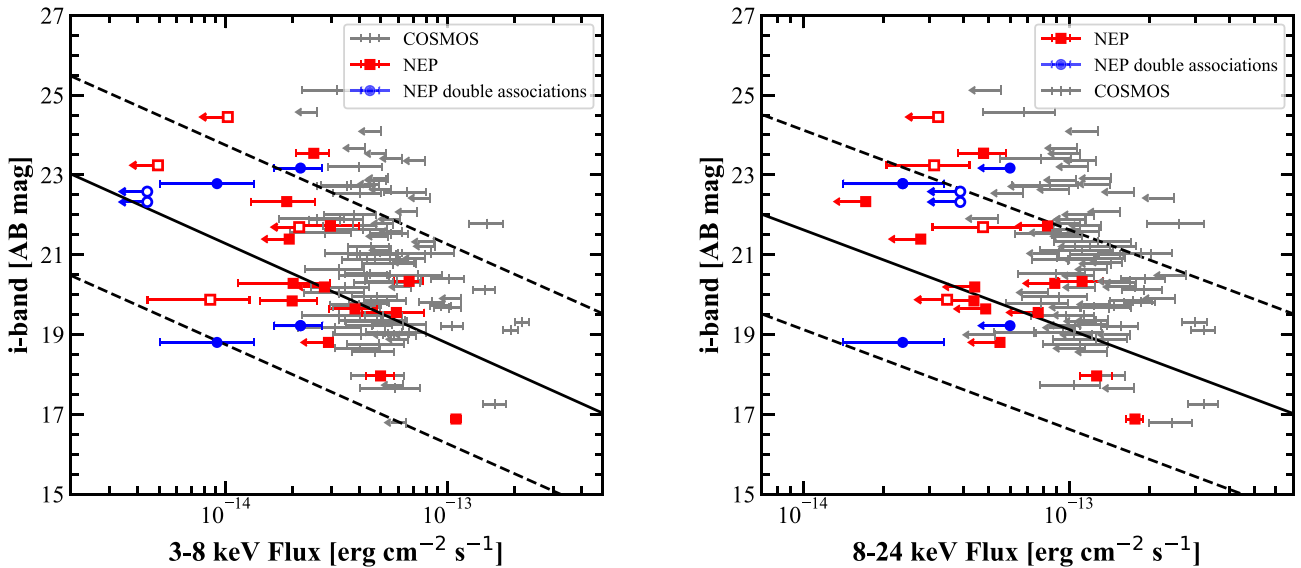 27
25
23
21
19
17
15
i-band [AB mag]
COSMOS
NEP
NEP double associations
10⁻¹⁴
10⁻¹³
3-8 keV Flux [erg cm⁻² s⁻¹]
27
25
23
21
19
17
15
i-band [AB mag]
NEP
NEP double associations
COSMOS
10⁻¹⁴
10⁻¹³
8-24 keV Flux [erg cm⁻² s⁻¹]